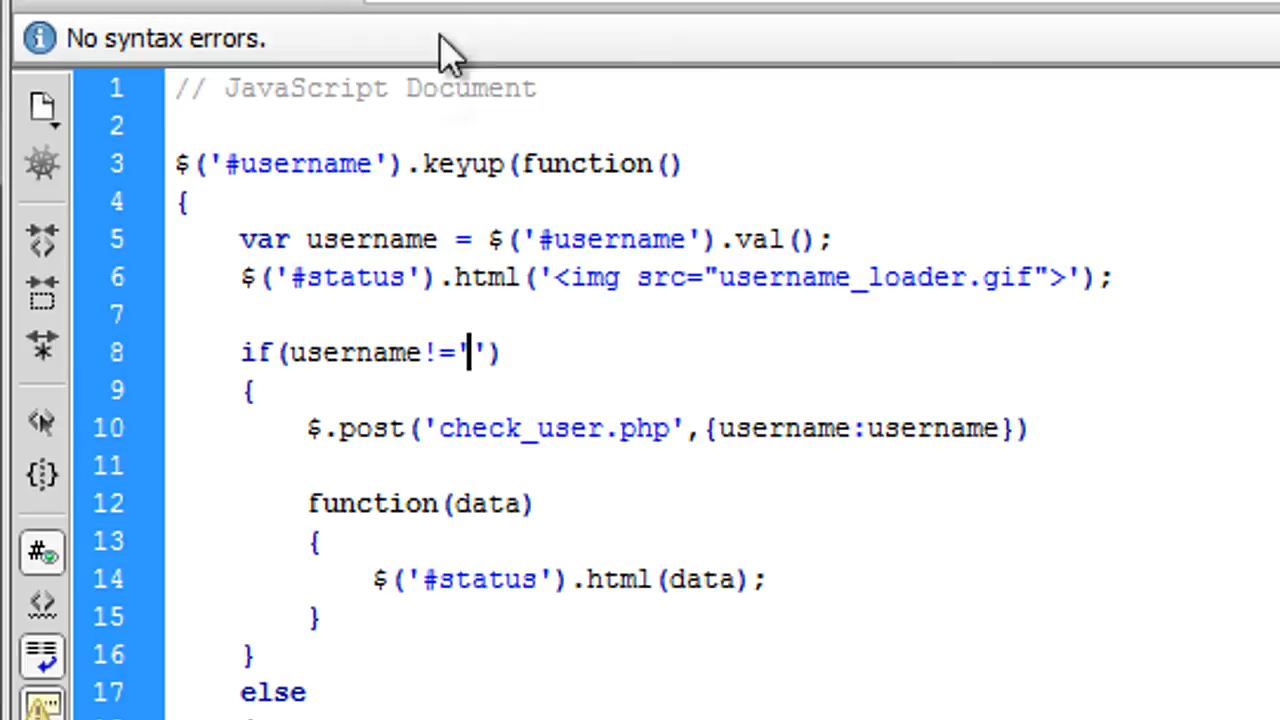 No syntax errors.
1 // JavaScript Document
2
3 $('#username').keyup(function()
4 {
5 var username = $('#username').val();
6 $('#status').html('<img src="username_loader.gif">');
7
8 if(username!='')
9 {
10 $.post('check_user.php',{username:username})
11
12 function(data)
13 {
14 $('#status').html(data);
15 }
16 }
17 else